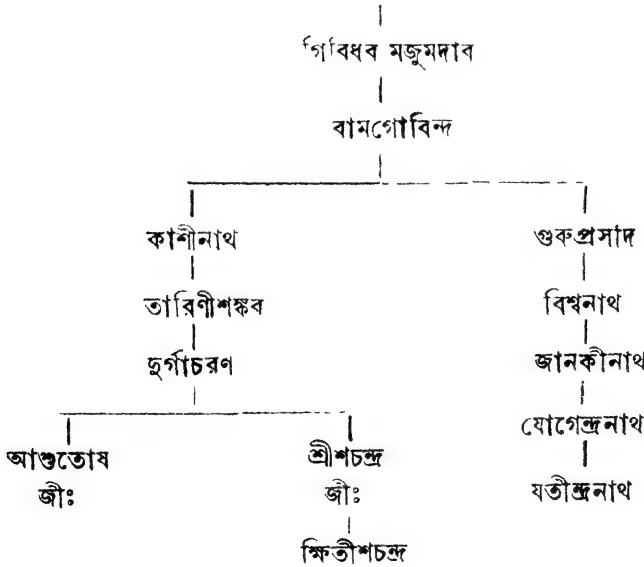 গিবিধব মজুমদাব
বামগোবিন্দ
কাশীনাথ গুরুপ্রসাদ
তাবিণীশঙ্কব বিশ্বনাথ
দুর্গাচরণ জানকীনাথ
আশুতোষ শ্রীশচন্দ্র যোগেন্দ্রনাথ
জীঃ জীঃ যতীন্দ্রনাথ
ক্ষিতীশচন্দ্র